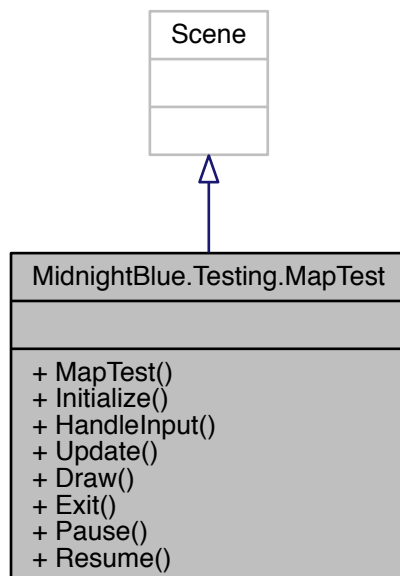 Scene
MidnightBlue.Testing.MapTest
+ MapTest()
+ Initialize()
+ HandleInput()
+ Update()
+ Draw()
+ Exit()
+ Pause()
+ Resume()